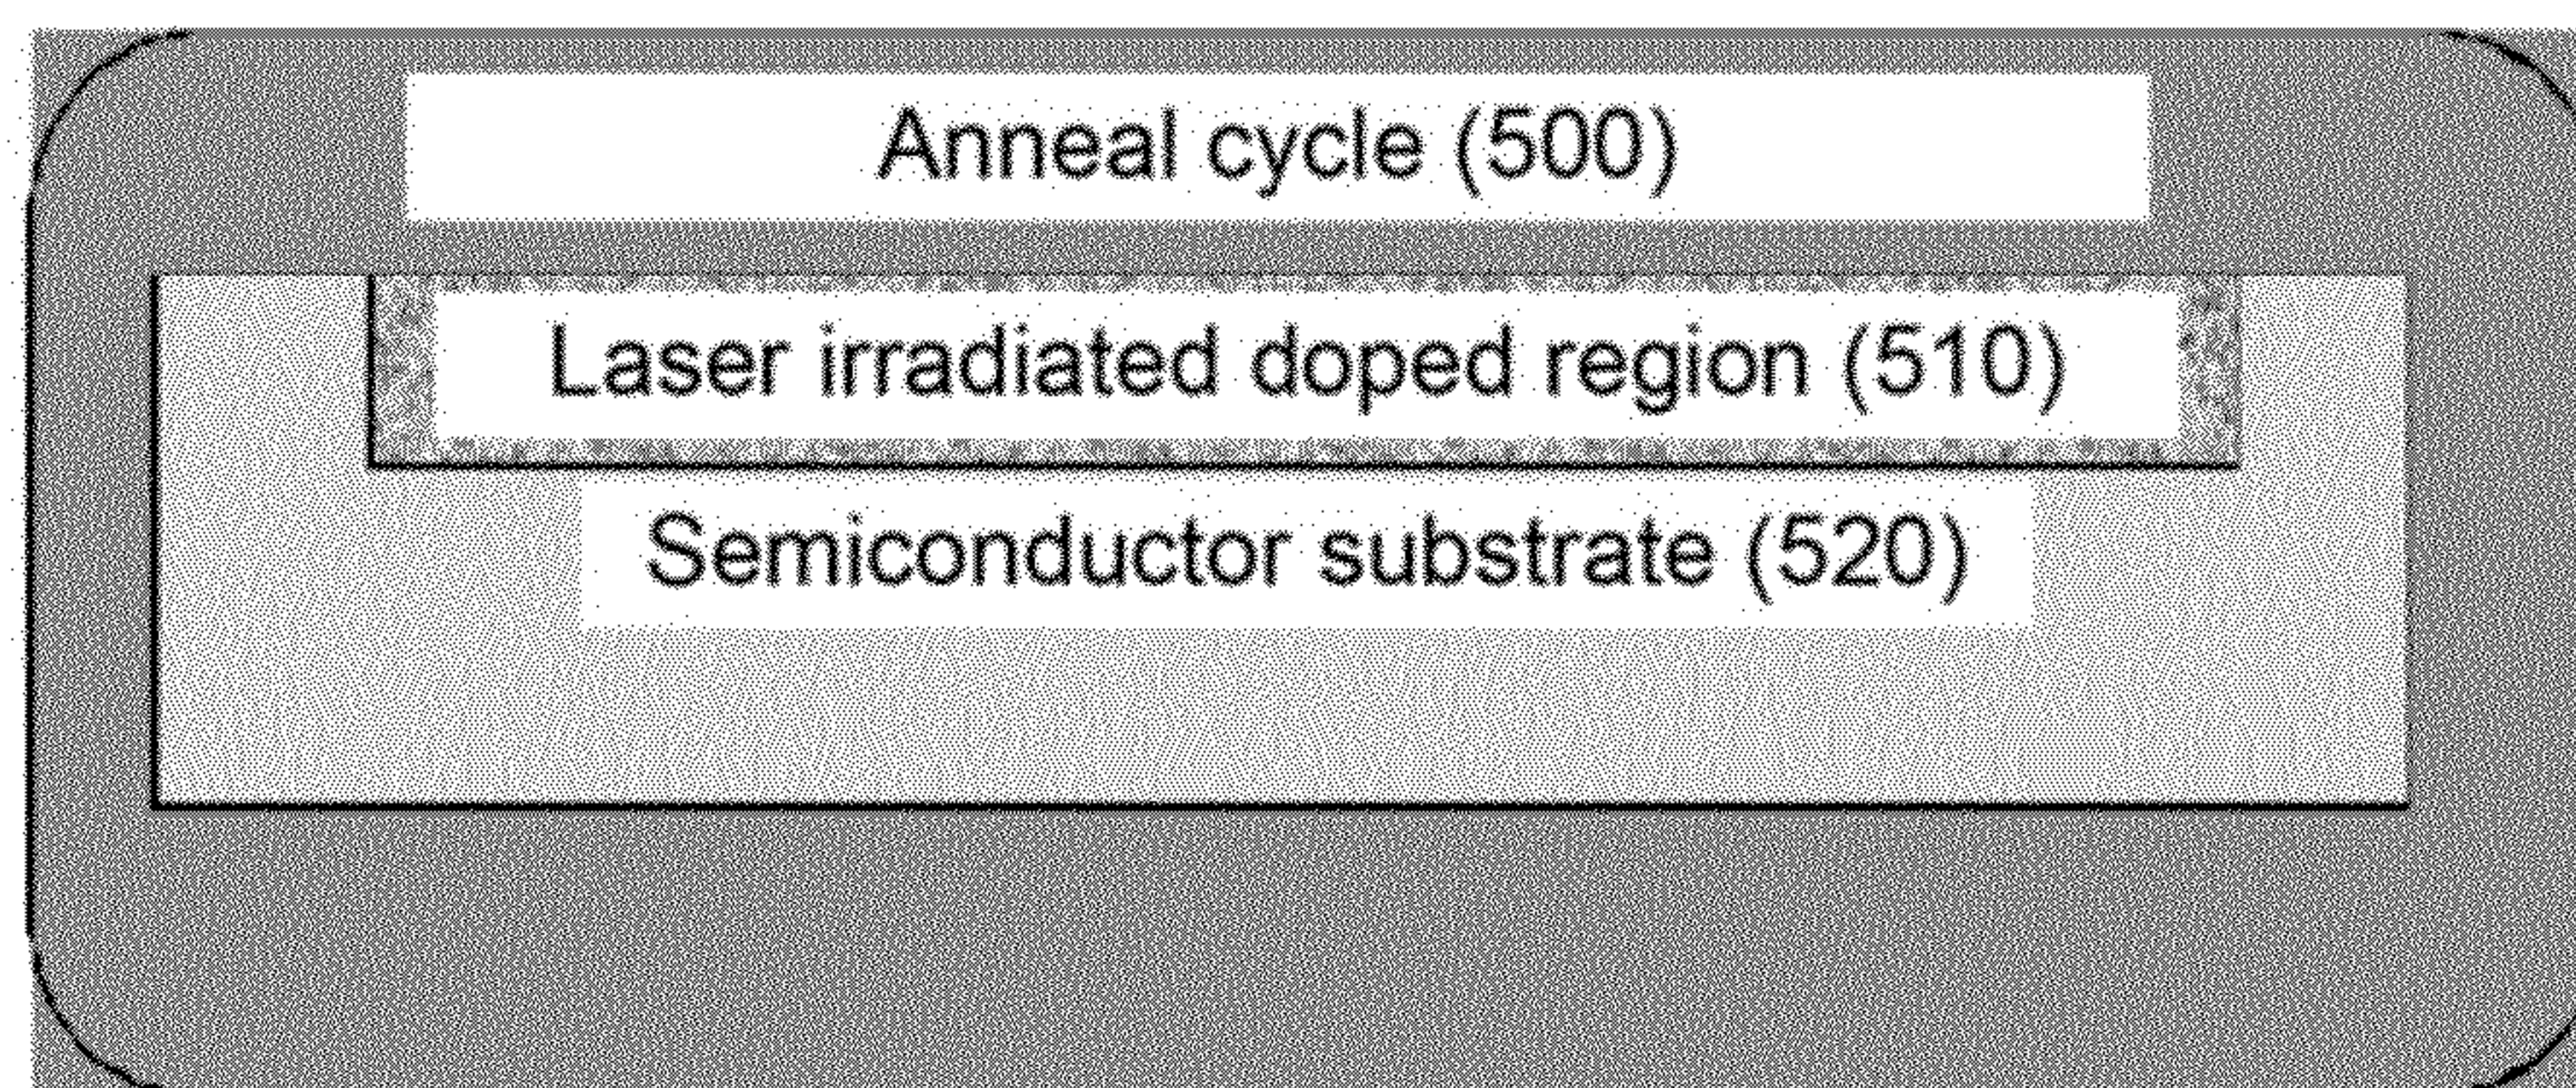 Anneal cycle (500)
Laser irradiated doped region (510)
Semiconductor substrate (520)